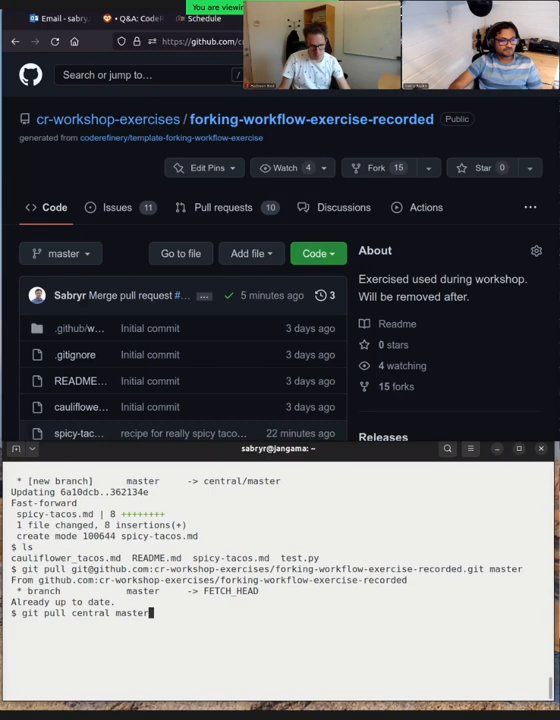 You are viewin
Email - sabry.
Q&A: CodeR
Schedule
https://github.com/c
Search or jump to...
/
cr-workshop-exercises / forking-workflow-exercise-recorded
Public
generated from coderefinery/template-forking-workflow-exercise
Edit Pins
Watch 4
Fork 15
Star 0
Code
Issues 11
Pull requests 10
Discussions
Actions
master
Go to file
Add file
Code
About
Exercised used during workshop.
Will be removed after.
Sabryr Merge pull request #... ... 5 minutes ago 3
.github/w... Initial commit 3 days ago
.gitignore Initial commit 3 days ago
README... Initial commit 3 days ago
cauliflowe... Initial commit 3 days ago
spicy-tac... recipe for really spicy taco... 22 minutes ago
Readme
0 stars
4 watching
15 forks
Releases
sabryr@jangama: ~
* [new branch] master -> central/master
Updating 6a10dcb..362134e
Fast-forward
spicy-tacos.md | 8 ++++++++
1 file changed, 8 insertions(+)
create mode 100644 spicy-tacos.md
$ ls
cauliflower_tacos.md README.md spicy-tacos.md test.py
$ git pull git@github.com:cr-workshop-exercises/forking-workflow-exercise-recorded.git master
From github.com:cr-workshop-exercises/forking-workflow-exercise-recorded
* branch master -> FETCH_HEAD
Already up to date.
$ git pull central master